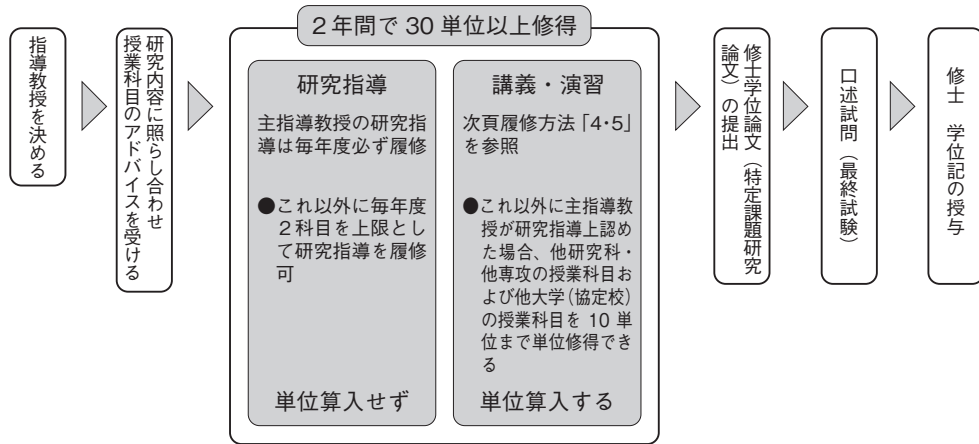 指導教授を決める
研究内容に照らし合わせ
授業科目のアドバイスを受ける
2年間で 30 単位以上修得
研究指導
主指導教授の研究指
導は毎年度必ず履修
●これ以外に毎年度
2科目を上限とし
て研究指導を履修
可
単位算入せず
講義・演習
次頁履修方法「4・5」
を参照
●これ以外に主指導教
授が研究指導上認め
た場合、他研究科・
他専攻の授業科目お
よび他大学(協定校)
の授業科目を 10 単
位まで単位修得でき
る
単位算入する
修士学位論文(特定課題研究
論文)の提出
口述試問(最終試験)
修士 学位記の授与